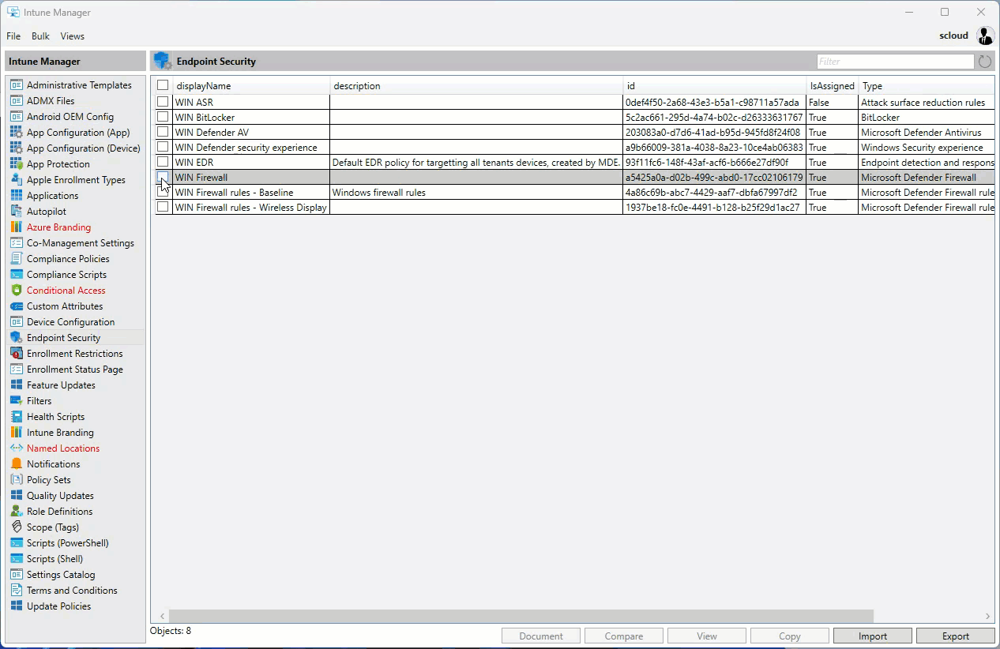 Intune Manager
File Bulk Views
scloud
Intune Manager
Endpoint Security
Filter
Administrative Templates
ADMX Files
Android OEM Config
App Configuration (App)
App Configuration (Device)
App Protection
Apple Enrollment Types
Applications
Autopilot
Azure Branding
Co-Management Settings
Compliance Policies
Compliance Scripts
Conditional Access
Custom Attributes
Device Configuration
Endpoint Security
Enrollment Restrictions
Enrollment Status Page
Feature Updates
Filters
Health Scripts
Intune Branding
Named Locations
Notifications
Policy Sets
Quality Updates
Role Definitions
Scope (Tags)
Scripts (PowerShell)
Scripts (Shell)
Settings Catalog
Terms and Conditions
Update Policies
displayName description id IsAssigned Type
WIN ASR 0def4f50-2a68-43e3-b5a1-c98711a57ada False Attack surface reduction rules
WIN BitLocker 5c2ac661-295d-4a74-b02c-d26333631767 True BitLocker
WIN Defender AV 203083a0-d7d6-41ad-b95d-945fd8f24f08 True Microsoft Defender Antivirus
WIN Defender security experience a9b66009-381a-4038-8a23-10ce4ab06383 True Windows Security experience
WIN EDR Default EDR policy for targetting all tenants devices, created by MDE. 93f11fc6-148f-43af-acf6-b666e27df90f True Endpoint detection and respons
WIN Firewall a5425a0a-d02b-499c-abd0-17cc02106179 True Microsoft Defender Firewall
WIN Firewall rules - Baseline Windows firewall rules 4a86c69b-abc7-4429-aaf7-dbfa67997df2 True Microsoft Defender Firewall rule
WIN Firewall rules - Wireless Display 1937be18-fc0e-4491-b128-b25f29d1ac27 True Microsoft Defender Firewall rule
Objects: 8
Document Compare View Copy Import Export